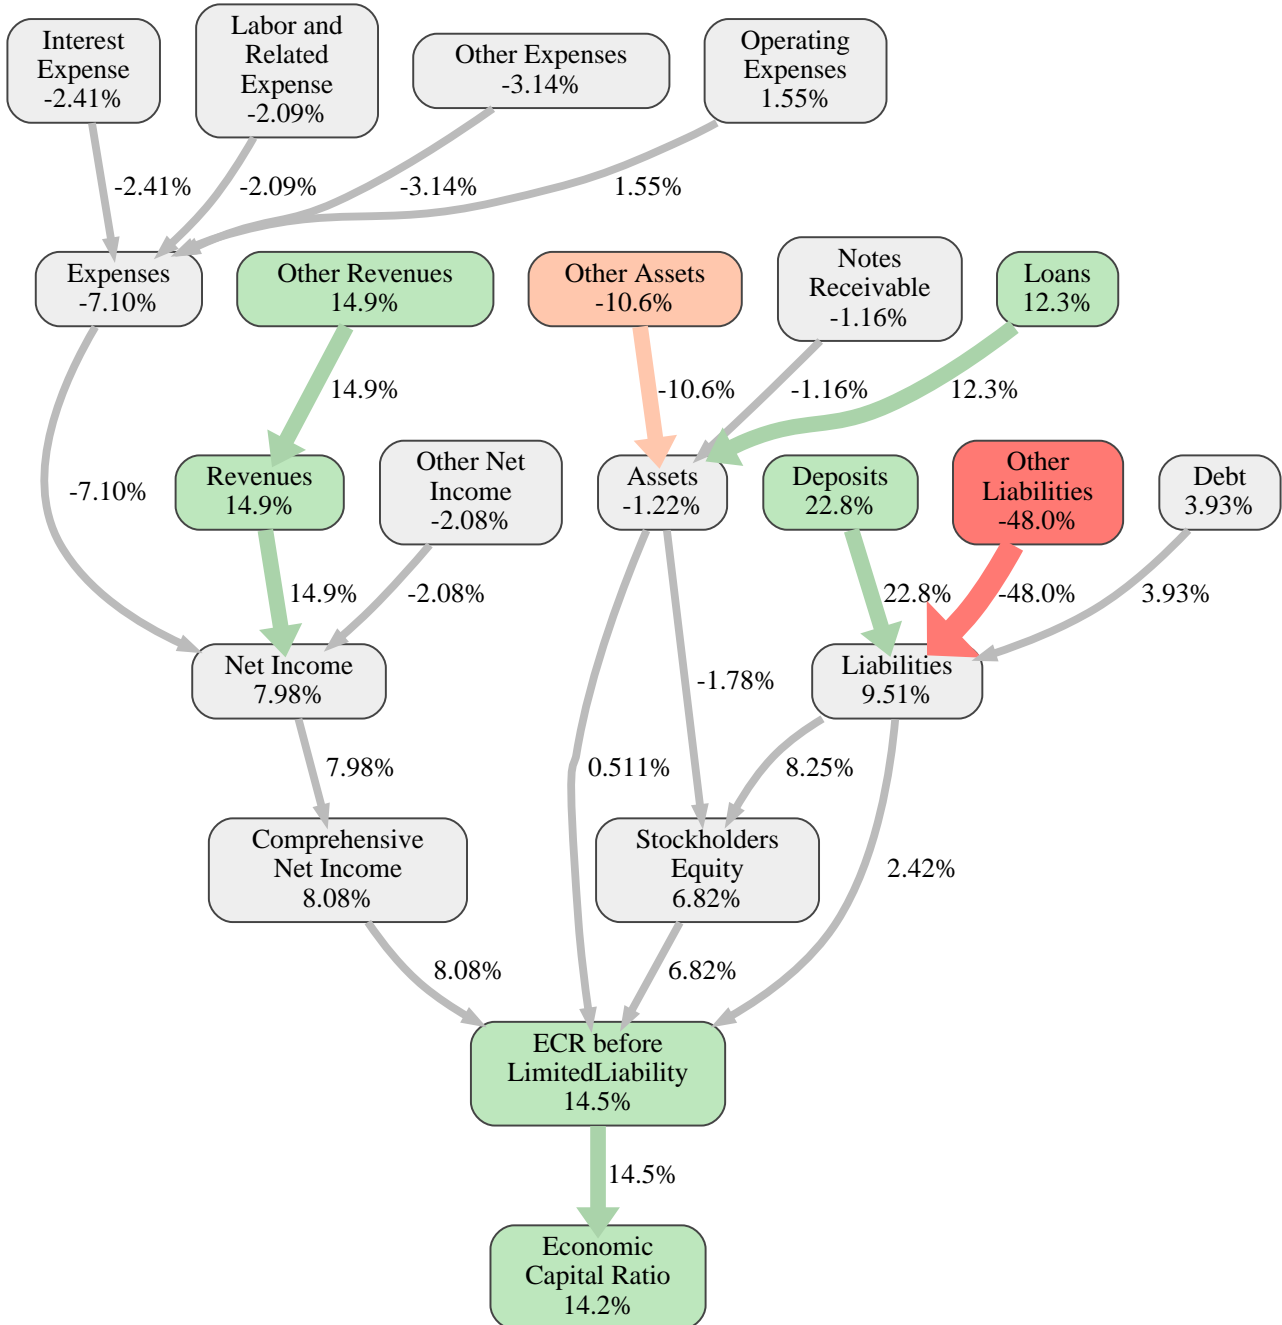 Interest
Expense
-2.41%
Labor and
Related
Expense
-2.09%
Other Expenses
-3.14%
Operating
Expenses
1.55%
-2.41%
-2.09%
-3.14%
1.55%
Expenses
-7.10%
Other Revenues
14.9%
Other Assets
-10.6%
Notes
Receivable
-1.16%
Loans
12.3%
14.9%
-10.6%
-1.16%
12.3%
-7.10%
Revenues
14.9%
Other Net
Income
-2.08%
Assets
-1.22%
Deposits
22.8%
Other
Liabilities
-48.0%
Debt
3.93%
14.9%
-2.08%
22.8%
-48.0%
3.93%
Net Income
7.98%
-1.78%
Liabilities
9.51%
7.98%
0.511%
8.25%
Comprehensive
Net Income
8.08%
Stockholders
Equity
6.82%
2.42%
8.08%
6.82%
ECR before
LimitedLiability
14.5%
14.5%
Economic
Capital Ratio
14.2%